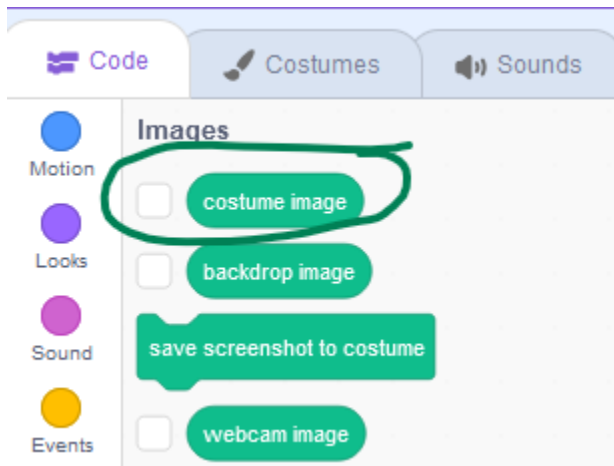 Code Costumes Sounds
Images
Motion
costume image
Looks
backdrop image
Sound
save screenshot to costume
Events
webcam image